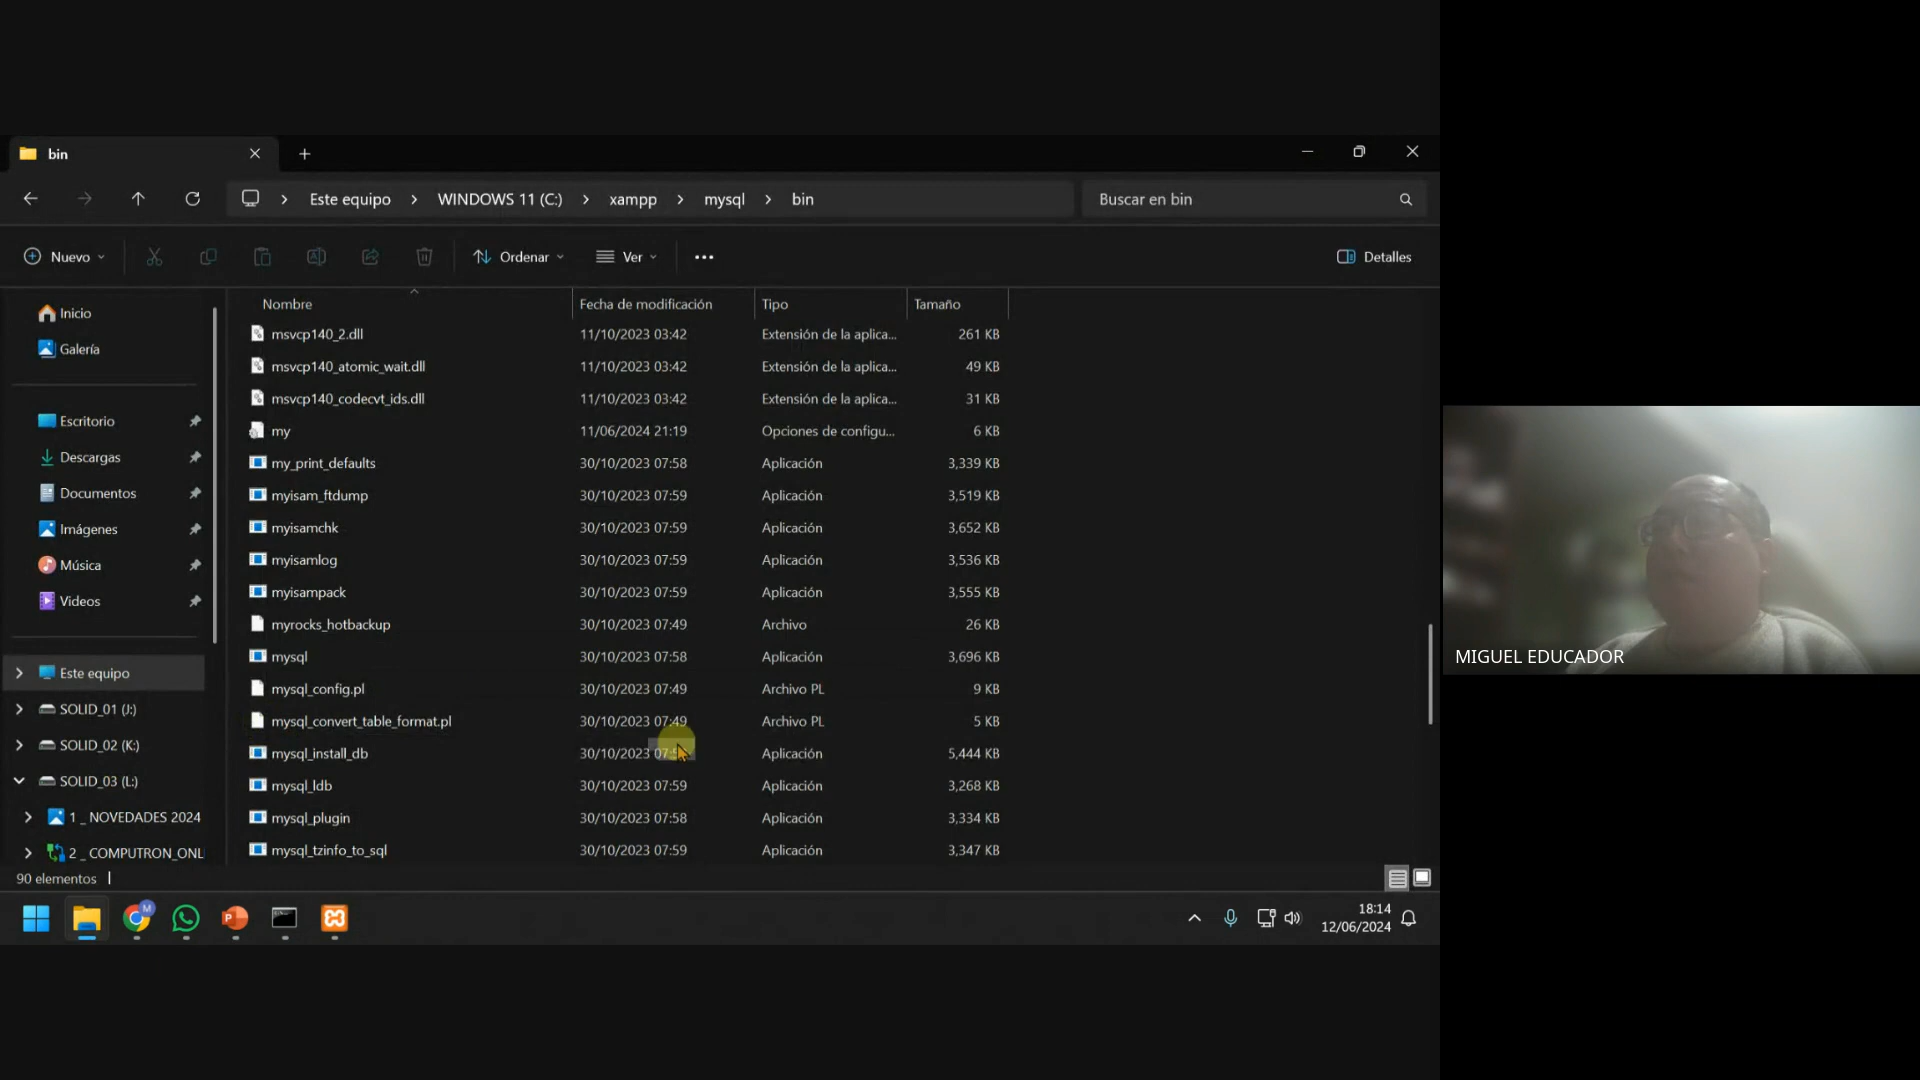 bin
Este equipo > WINDOWS 11 (C:) > xampp > mysql > bin
Buscar en bin
Nuevo
Ordenar
Ver
Detalles
Inicio
Galería
Escritorio
Descargas
Documentos
Imágenes
Música
Videos
Este equipo
SOLID_01 (J:)
SOLID_02 (K:)
SOLID_03 (L:)
1 _ NOVEDADES 2024
2 _ COMPUTRON_ONL
Nombre Fecha de modificación Tipo Tamaño
msvcp140_2.dll 11/10/2023 03:42 Extensión de la aplica... 261 KB
msvcp140_atomic_wait.dll 11/10/2023 03:42 Extensión de la aplica... 49 KB
msvcp140_codecvt_ids.dll 11/10/2023 03:42 Extensión de la aplica... 31 KB
my 11/06/2024 21:19 Opciones de configu... 6 KB
my_print_defaults 30/10/2023 07:58 Aplicación 3,339 KB
myisam_ftdump 30/10/2023 07:59 Aplicación 3,519 KB
myisamchk 30/10/2023 07:59 Aplicación 3,652 KB
myisamlog 30/10/2023 07:59 Aplicación 3,536 KB
myisampack 30/10/2023 07:59 Aplicación 3,555 KB
myrocks_hotbackup 30/10/2023 07:49 Archivo 26 KB
mysql 30/10/2023 07:58 Aplicación 3,696 KB
mysql_config.pl 30/10/2023 07:49 Archivo PL 9 KB
mysql_convert_table_format.pl 30/10/2023 07:49 Archivo PL 5 KB
mysql_install_db 30/10/2023 Aplicación 5,444 KB
mysql_ldb 30/10/2023 07:59 Aplicación 3,268 KB
mysql_plugin 30/10/2023 07:58 Aplicación 3,334 KB
mysql_tzinfo_to_sql 30/10/2023 07:59 Aplicación 3,347 KB
90 elementos
18:14
12/06/2024
MIGUEL EDUCADOR